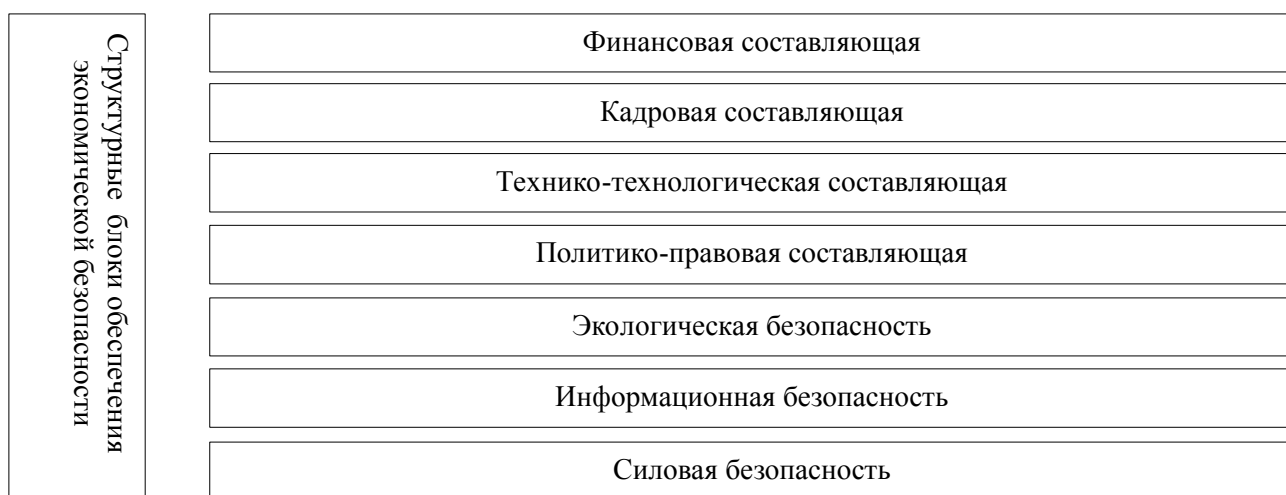 Структурные блоки обеспечения
экономической безопасности
Финансовая составляющая
Кадровая составляющая
Технико-технологическая составляющая
Политико-правовая составляющая
Экологическая безопасность
Информационная безопасность
Силовая безопасность